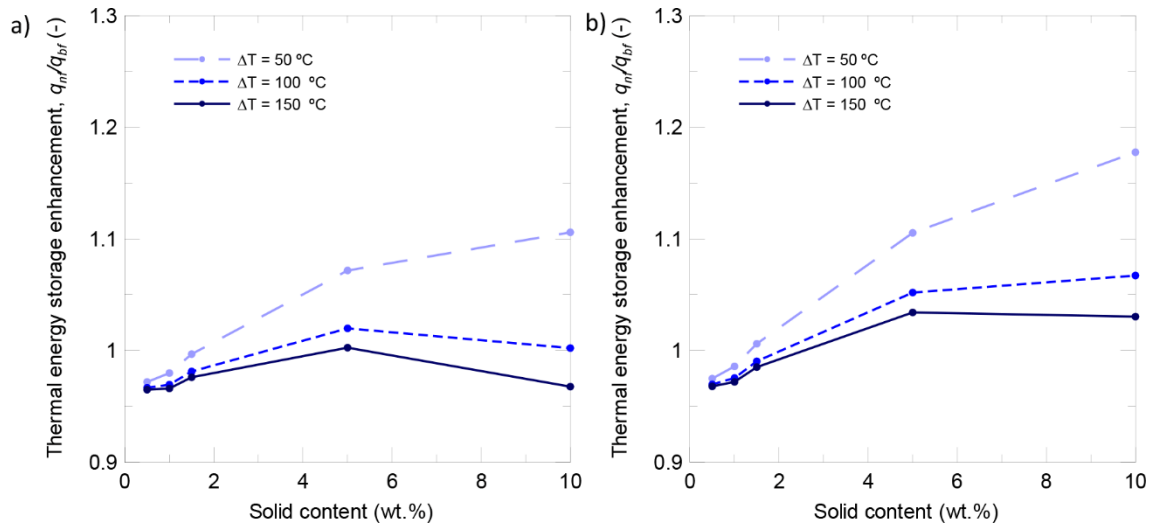 a)
Thermal energy storage enhancement, qnf/qbf (-)
1.3
1.2
1.1
1
0.9
ΔT = 50 ºC
ΔT = 100 ºC
ΔT = 150 ºC
0 2 4 6 8 10
Solid content (wt.%)
b)
Thermal energy storage enhancement, qnf/qbf (-)
1.3
1.2
1.1
1
0.9
ΔT = 50 ºC
ΔT = 100 ºC
ΔT = 150 ºC
0 2 4 6 8 10
Solid content (wt.%)